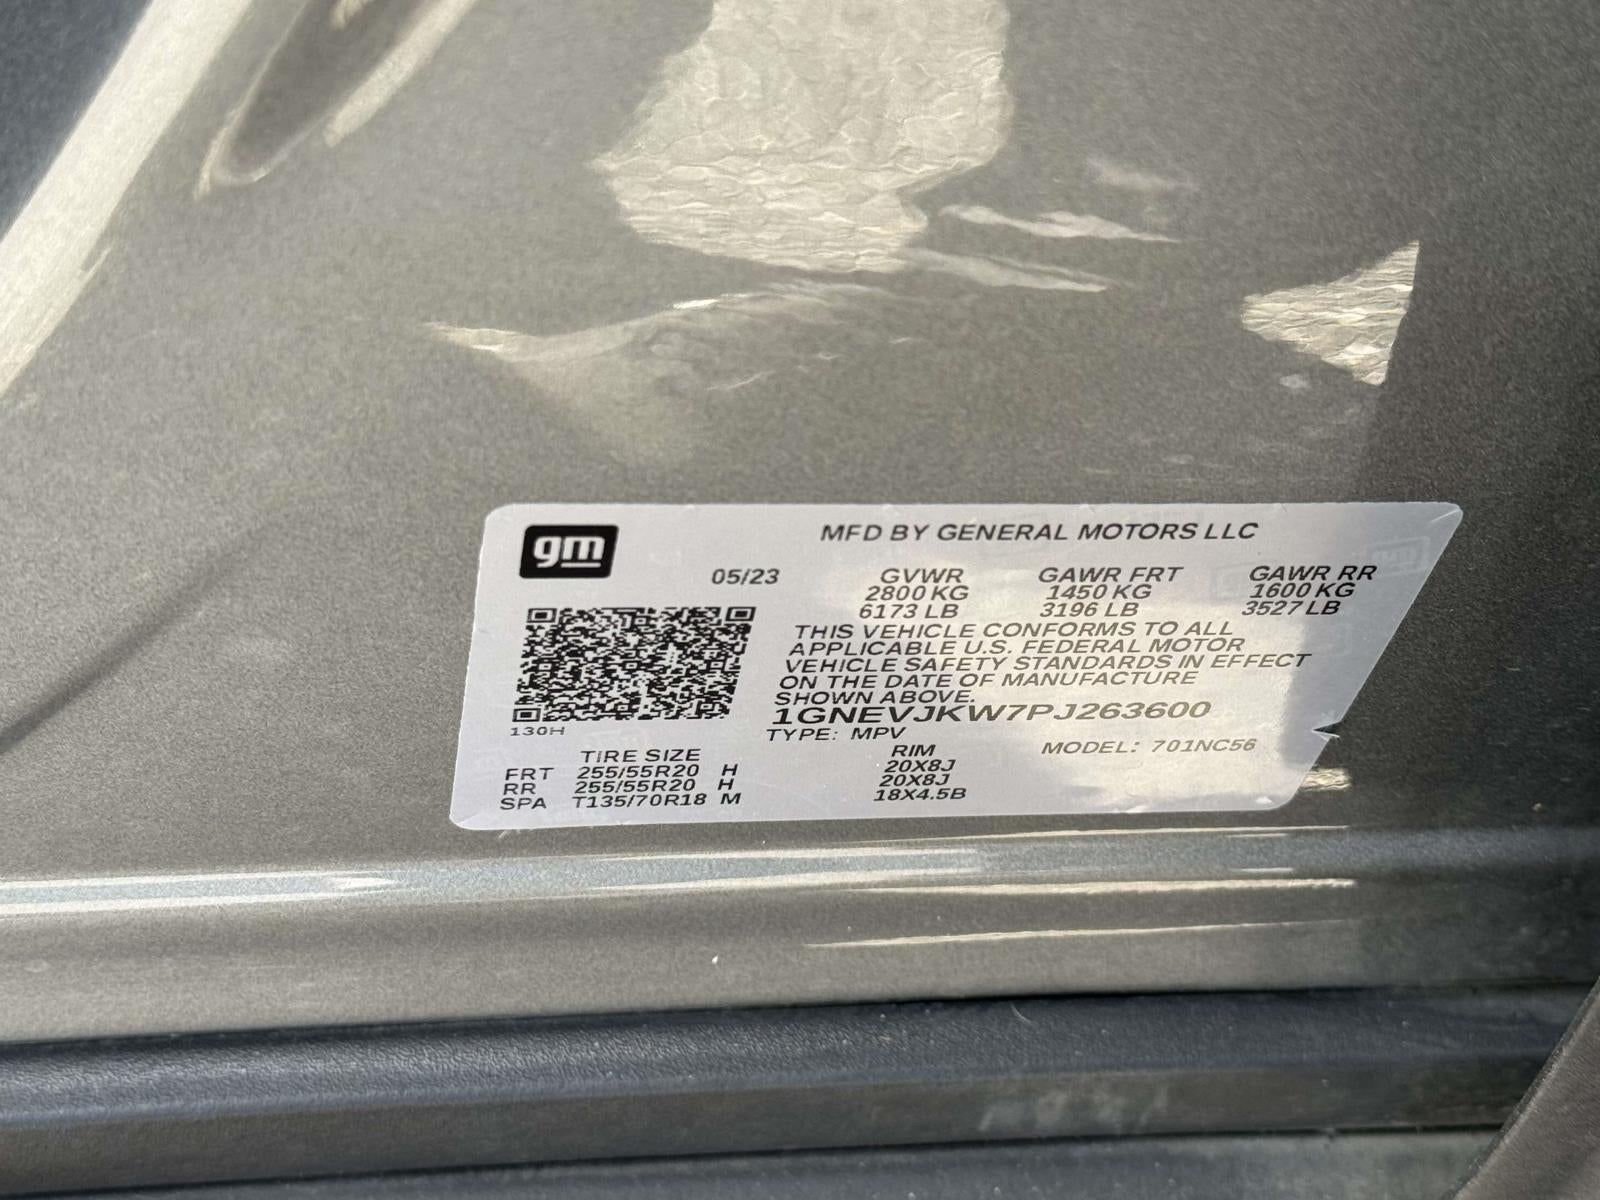 gm
MFD BY GENERAL MOTORS LLC
05/23 GVWR GAWR FRT GAWR RR
2800 KG 1450 KG 1600 KG
6173 LB 3196 LB 3527 LB
THIS VEHICLE CONFORMS TO ALL
APPLICABLE U.S. FEDERAL MOTOR
VEHICLE SAFETY STANDARDS IN EFFECT
ON THE DATE OF MANUFACTURE
SHOWN ABOVE.
1GNEVJKW7PJ263600
130H
TYPE: MPV
MODEL: 701NC56
TIRE SIZE RIM
FRT 255/55R20 H 20X8J
RR 255/55R20 H 20X8J
SPA T135/70R18 M 18X4.5B